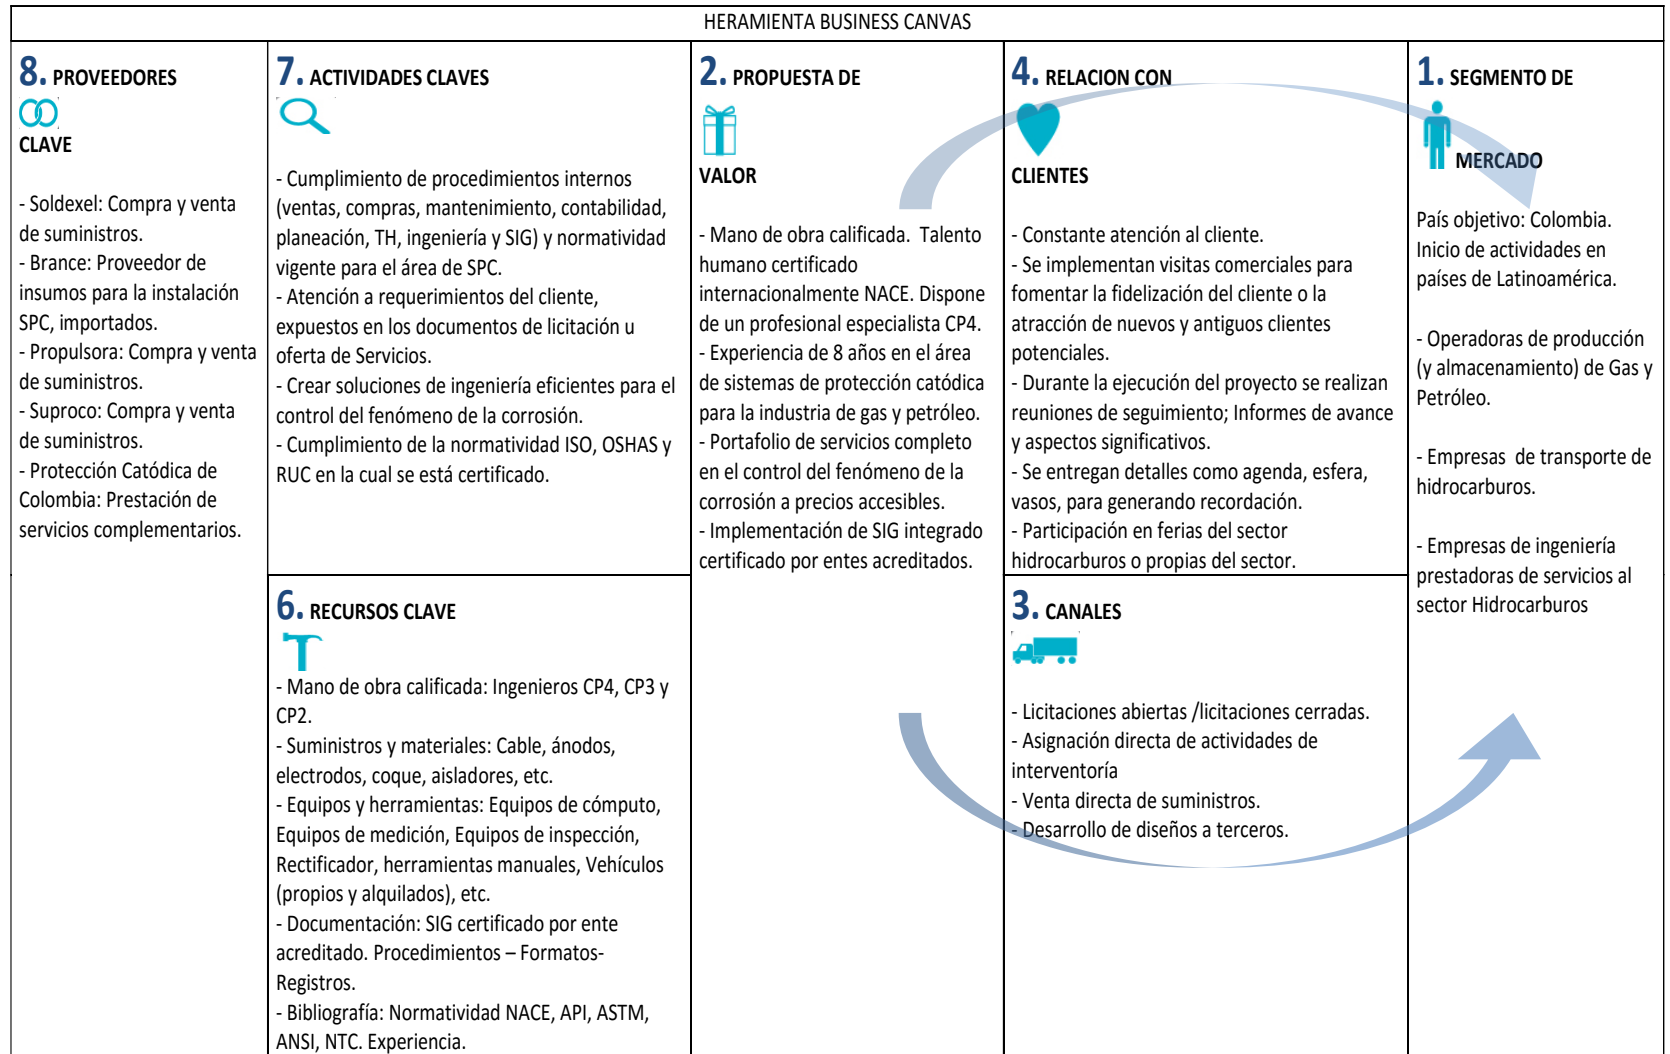 HERAMIENTA BUSINESS CANVAS
8. PROVEEDORES
CLAVE
- Soldexel: Compra y venta
de suministros.
- Brance: Proveedor de
insumos para la instalación
SPC, importados.
- Propulsora: Compra y venta
de suministros.
- Suproco: Compra y venta
de suministros.
- Protección Catódica de
Colombia: Prestación de
servicios complementarios.
7. ACTIVIDADES CLAVES
- Cumplimiento de procedimientos internos
(ventas, compras, mantenimiento, contabilidad,
planeación, TH, ingeniería y SIG) y normatividad
vigente para el área de SPC.
- Atención a requerimientos del cliente,
expuestos en los documentos de licitación u
oferta de Servicios.
- Crear soluciones de ingeniería eficientes para el
control del fenómeno de la corrosión.
- Cumplimiento de la normatividad ISO, OSHAS y
RUC en la cual se está certificado.
6. RECURSOS CLAVE
- Mano de obra calificada: Ingenieros CP4, CP3 y
CP2.
- Suministros y materiales: Cable, ánodos,
electrodos, coque, aisladores, etc.
- Equipos y herramientas: Equipos de cómputo,
Equipos de medición, Equipos de inspección,
Rectificador, herramientas manuales, Vehículos
(propios y alquilados), etc.
- Documentación: SIG certificado por ente
acreditado. Procedimientos – Formatos-
Registros.
- Bibliografía: Normatividad NACE, API, ASTM,
ANSI, NTC. Experiencia.
2. PROPUESTA DE
VALOR
- Mano de obra calificada.  Talento
humano certificado
internacionalmente NACE. Dispone
de un profesional especialista CP4.
- Experiencia de 8 años en el área
de sistemas de protección catódica
para la industria de gas y petróleo.
- Portafolio de servicios completo
en el control del fenómeno de la
corrosión a precios accesibles.
- Implementación de SIG integrado
certificado por entes acreditados.
4. RELACION CON
CLIENTES
- Constante atención al cliente.
- Se implementan visitas comerciales para
fomentar la fidelización del cliente o la
atracción de nuevos y antiguos clientes
potenciales.
- Durante la ejecución del proyecto se realizan
reuniones de seguimiento; Informes de avance
y aspectos significativos.
- Se entregan detalles como agenda, esfera,
vasos, para generando recordación.
- Participación en ferias del sector
hidrocarburos o propias del sector.
3. CANALES
- Licitaciones abiertas /licitaciones cerradas.
- Asignación directa de actividades de
interventoría
- Venta directa de suministros.
- Desarrollo de diseños a terceros.
1. SEGMENTO DE
MERCADO
País objetivo: Colombia.
Inicio de actividades en
países de Latinoamérica.
- Operadoras de producción
(y almacenamiento) de Gas y
Petróleo.
- Empresas  de transporte de
hidrocarburos.
- Empresas de ingeniería
prestadoras de servicios al
sector Hidrocarburos